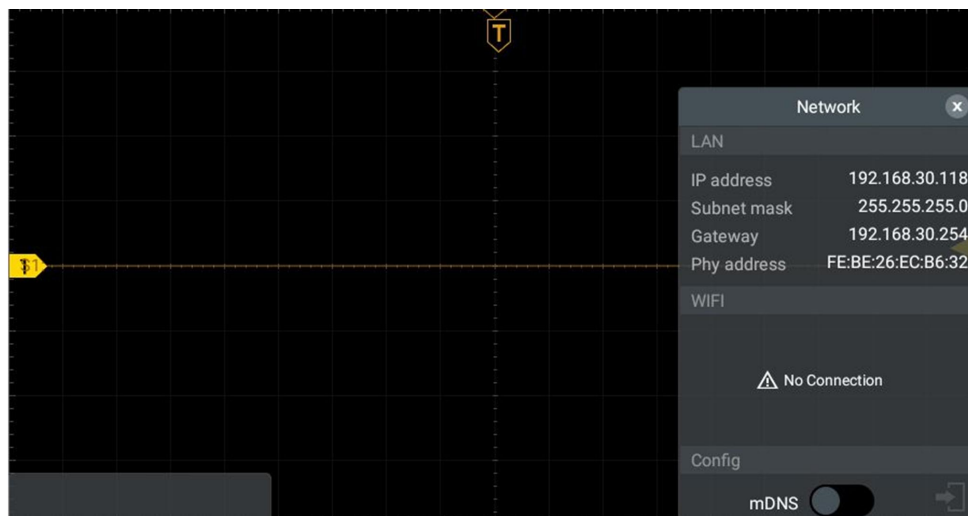 T
Network
LAN
IP address 192.168.30.118
Subnet mask 255.255.255.0
Gateway 192.168.30.254
Phy address FE:BE:26:EC:B6:32
WIFI
No Connection
Config
mDNS